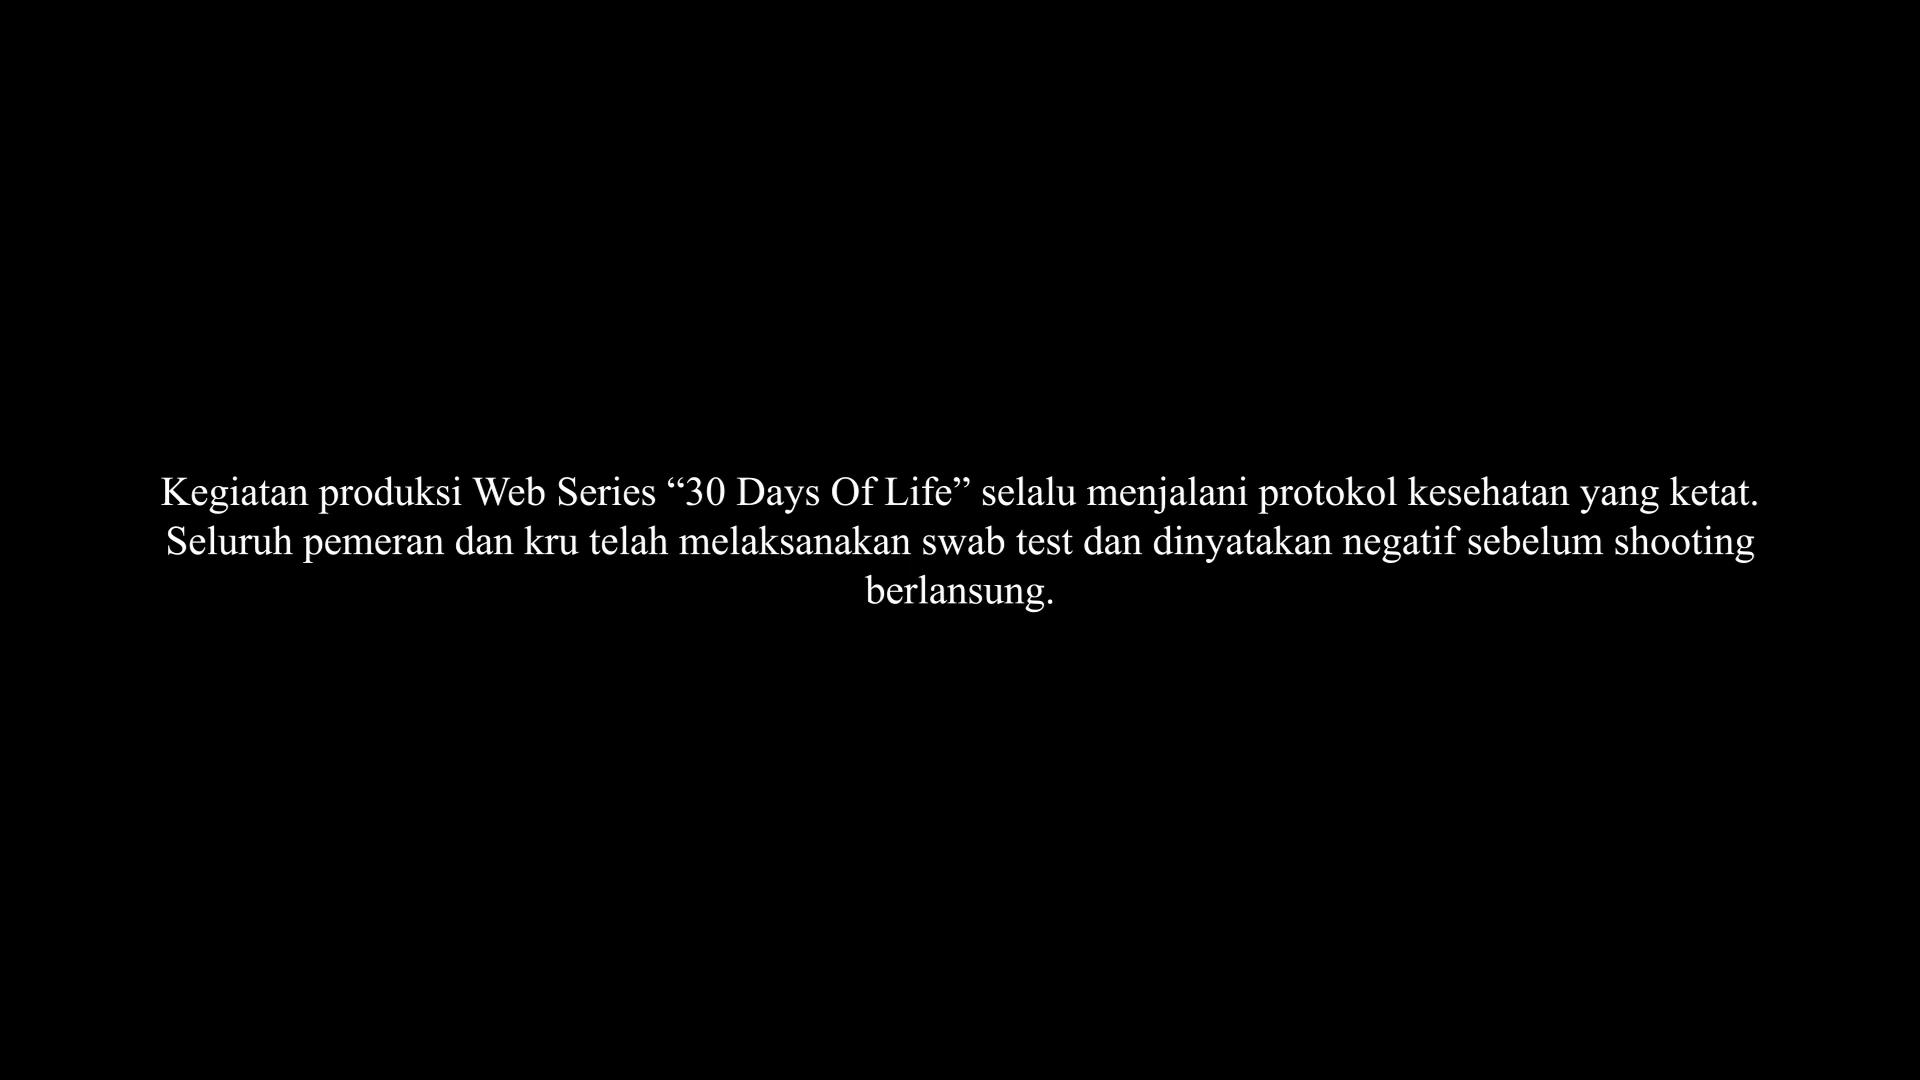 Kegiatan produksi Web Series “30 Days Of Life” selalu menjalani protokol kesehatan yang ketat.
Seluruh pemeran dan kru telah melaksanakan swab test dan dinyatakan negatif sebelum shooting
berlansung.